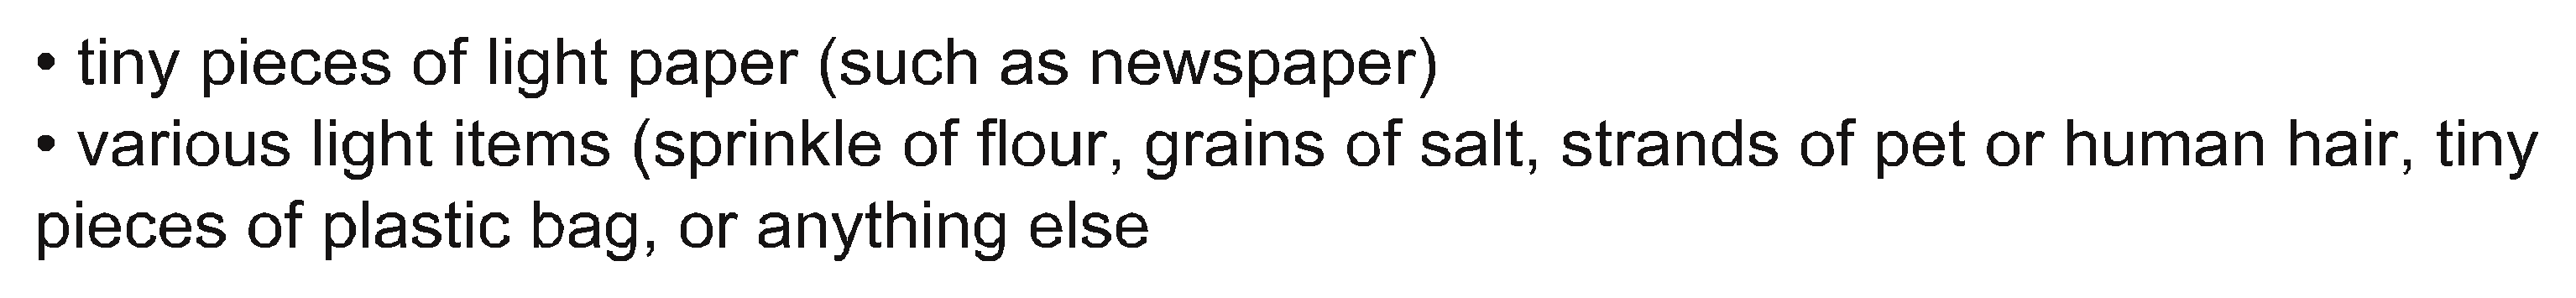 • tiny pieces of light paper (such as newspaper)
• various light items (sprinkle of flour, grains of salt, strands of pet or human hair, tiny
pieces of plastic bag, or anything else